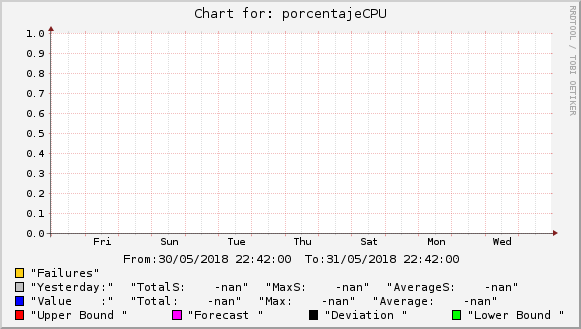 Chart for: porcentajeCPU
RRDTOOL / TOBI OETIKER
1.0
0.9
0.8
0.7
0.6
0.5
0.4
0.3
0.2
0.1
0.0
Fri Sun Tue Thu Sat Mon Wed
From:30/05/2018 22:42:00 To:31/05/2018 22:42:00
"Failures"
"Yesterday:" "TotalS: -nan" "MaxS: -nan" "AverageS: -nan"
"Value :" "Total: -nan" "Max: -nan" "Average: -nan"
"Upper Bound " "Forecast " "Deviation " "Lower Bound "